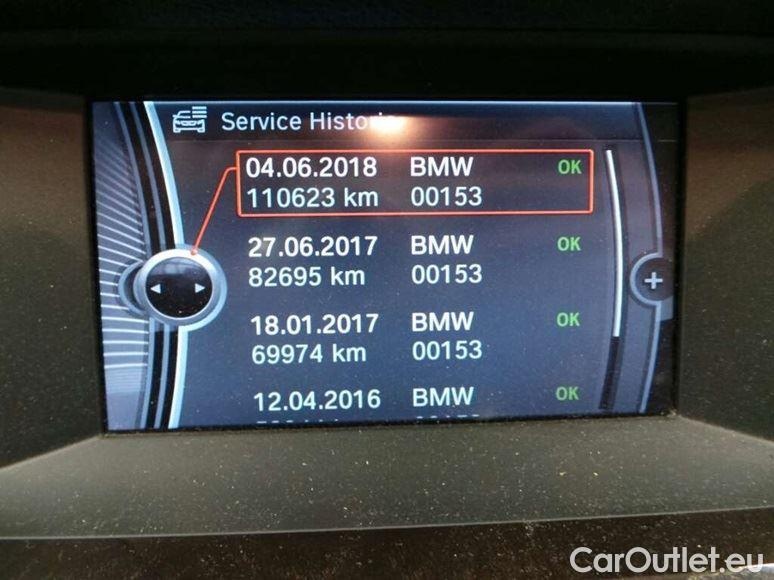 Service Histori
04.06.2018 BMW OK
110623 km 00153
27.06.2017 BMW OK
82695 km 00153
18.01.2017 BMW OK
69974 km 00153
12.04.2016 BMW OK
CarOutlet.eu